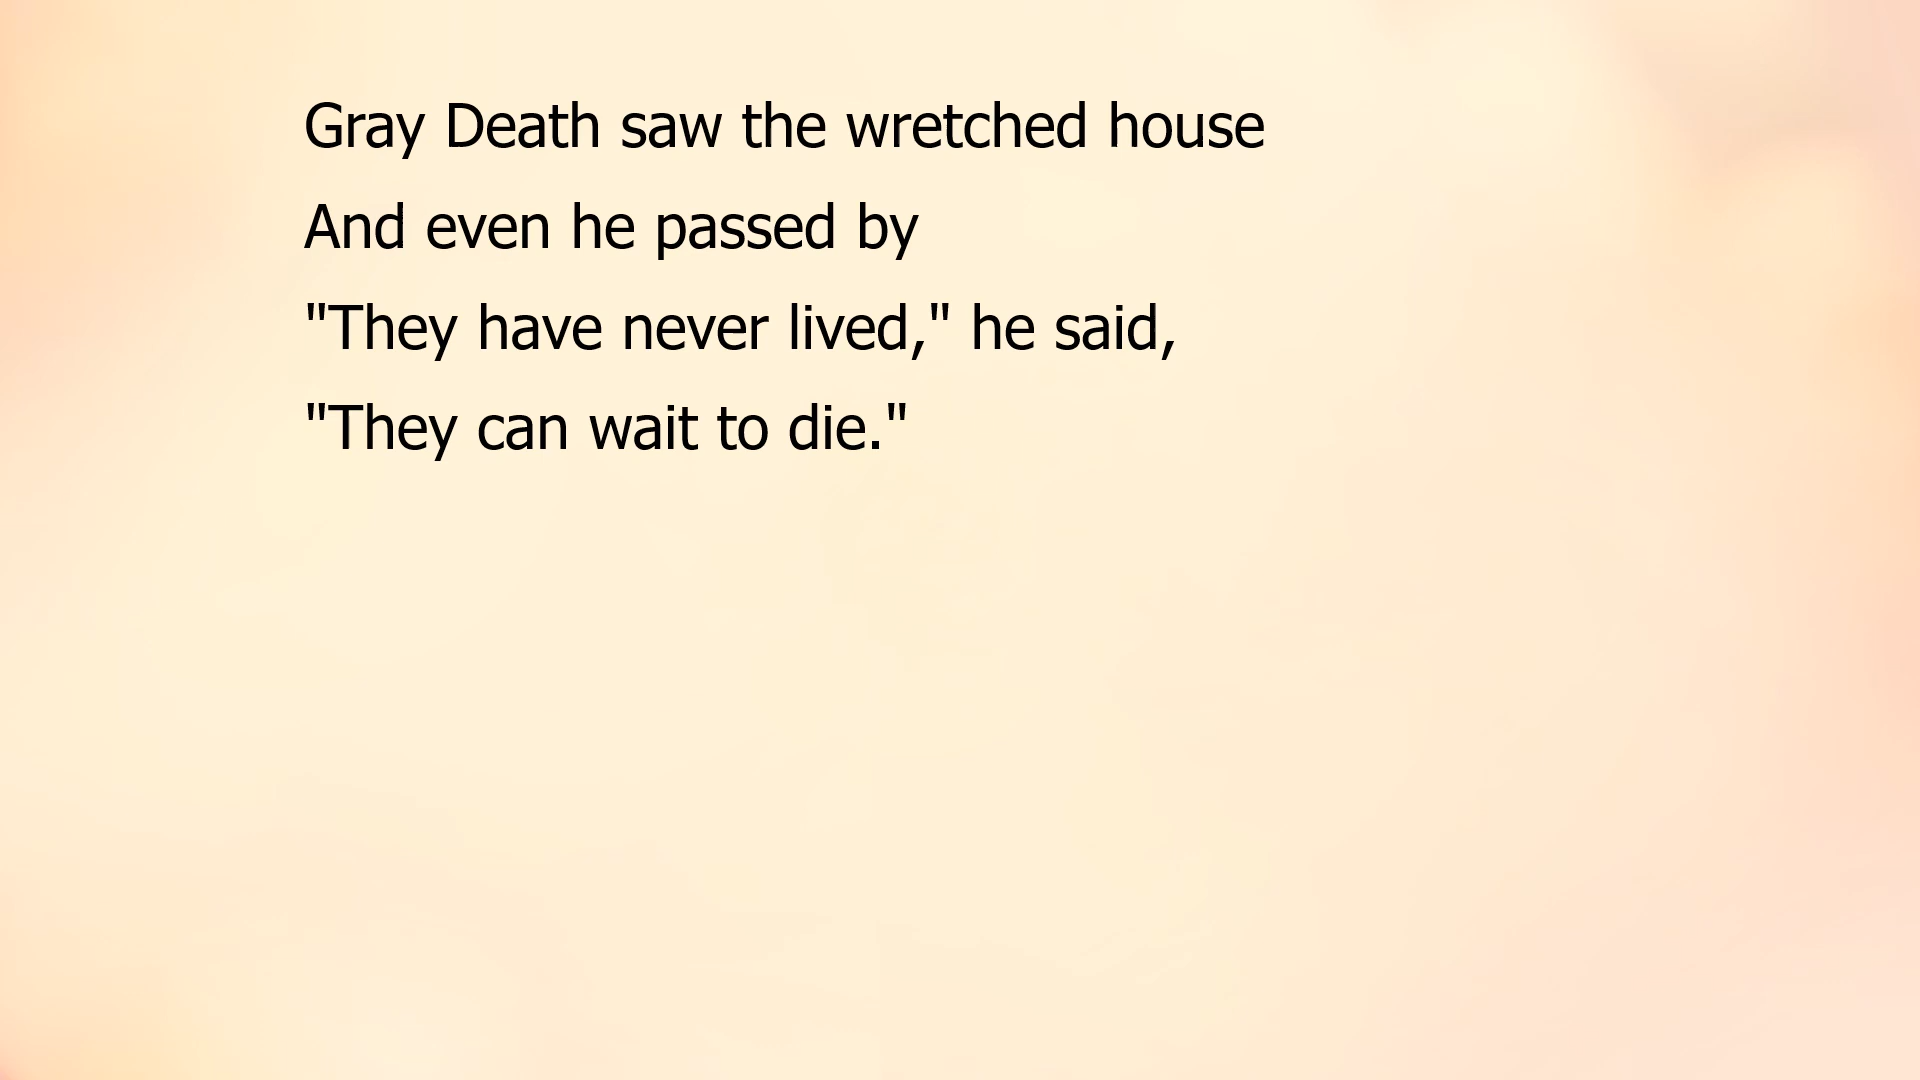 Gray Death saw the wretched house
And even he passed by
"They have never lived," he said,
"They can wait to die."